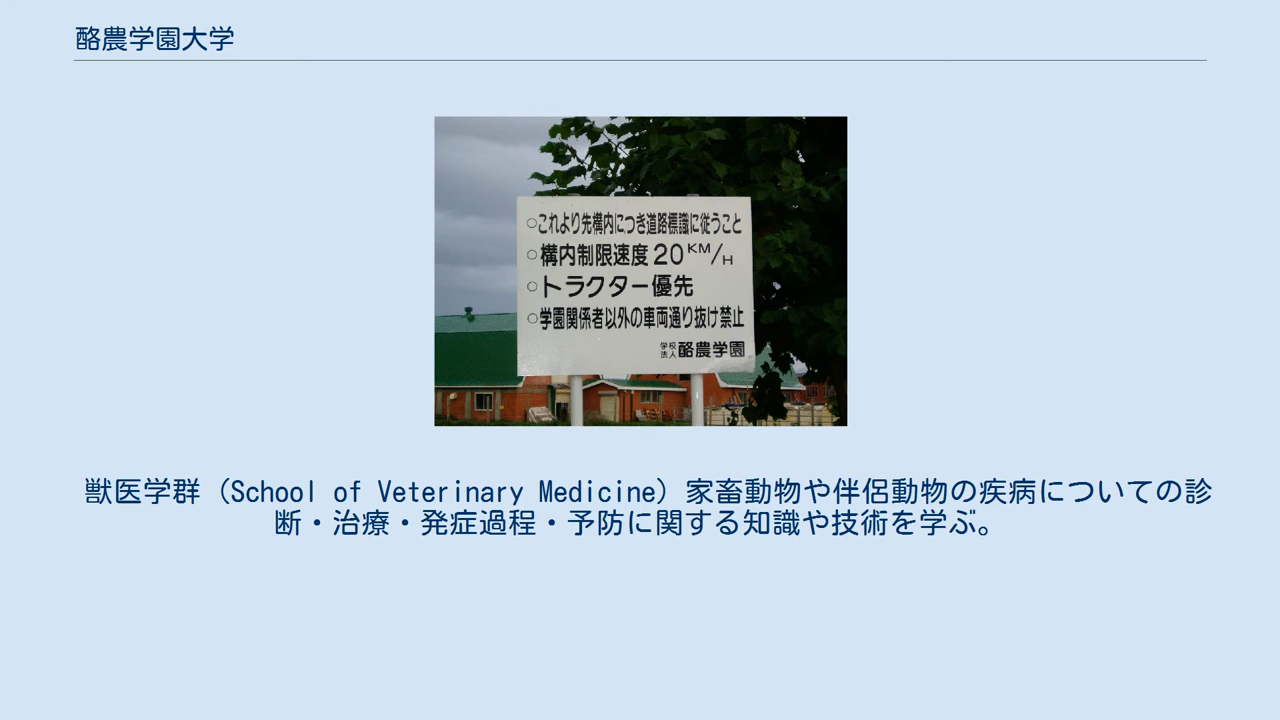 酪農学園大学
○これより先構内につき道路標識に従うこと
○構内制限速度20KM/H
○トラクター優先
○学園関係者以外の車両通り抜け禁止
学校法人 酪農学園
獣医学群（School of Veterinary Medicine）家畜動物や伴侶動物の疾病についての診
断・治療・発症過程・予防に関する知識や技術を学ぶ。